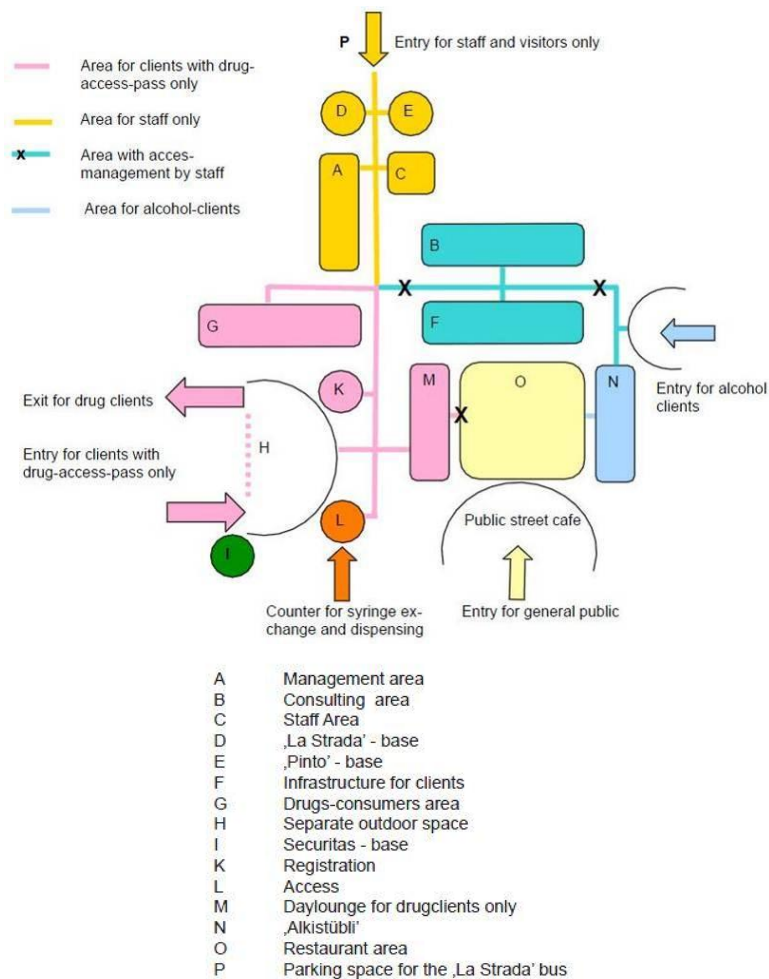 P
Entry for staff and visitors only
Area for clients with drug-
access-pass only
Area for staff only
X
Area with acces-
management by staff
Area for alcohol-clients
D
E
A
C
B
X
X
F
G
K
M
O
N
X
Entry for alcohol
clients
Exit for drug clients
H
Entry for clients with
drug-access-pass only
L
I
Public street cafe
Counter for syringe ex-
change and dispensing
Entry for general public
A Management area
B Consulting area
C Staff Area
D ‚La Strada’ - base
E ‚Pinto’ - base
F Infrastructure for clients
G Drugs-consumers area
H Separate outdoor space
I Securitas - base
K Registration
L Access
M Daylounge for drugclients only
N ‚Alkistübli’
O Restaurant area
P Parking space for the ‚La Strada’ bus